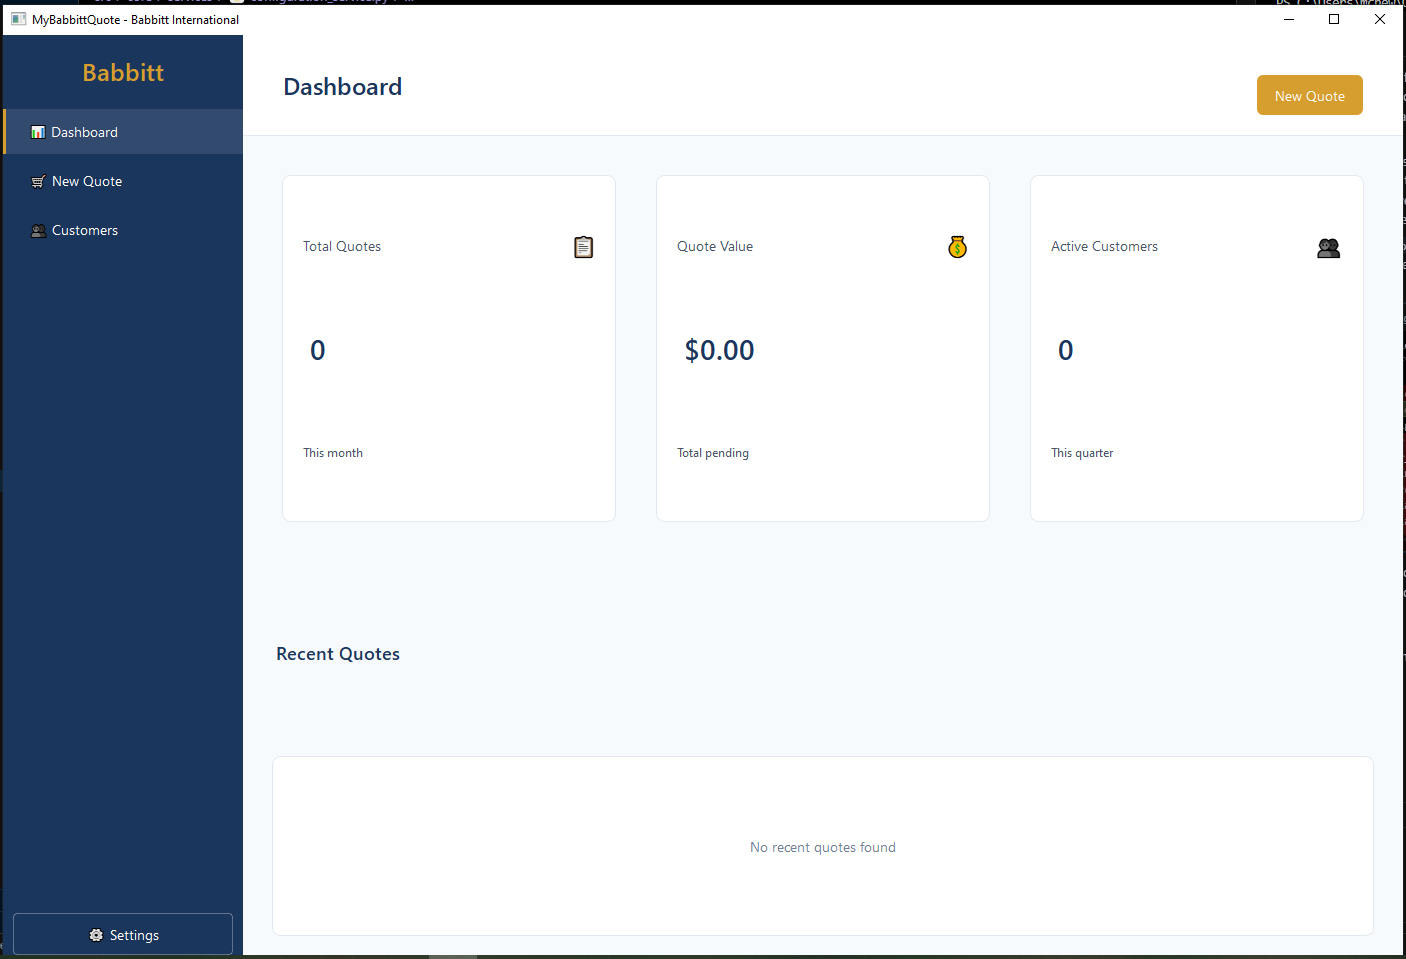 MyBabbittQuote - Babbitt International
Babbitt
Dashboard
New Quote
Customers
Settings
Dashboard
New Quote
Total Quotes
0
This month
Quote Value
$0.00
Total pending
Active Customers
0
This quarter
Recent Quotes
No recent quotes found